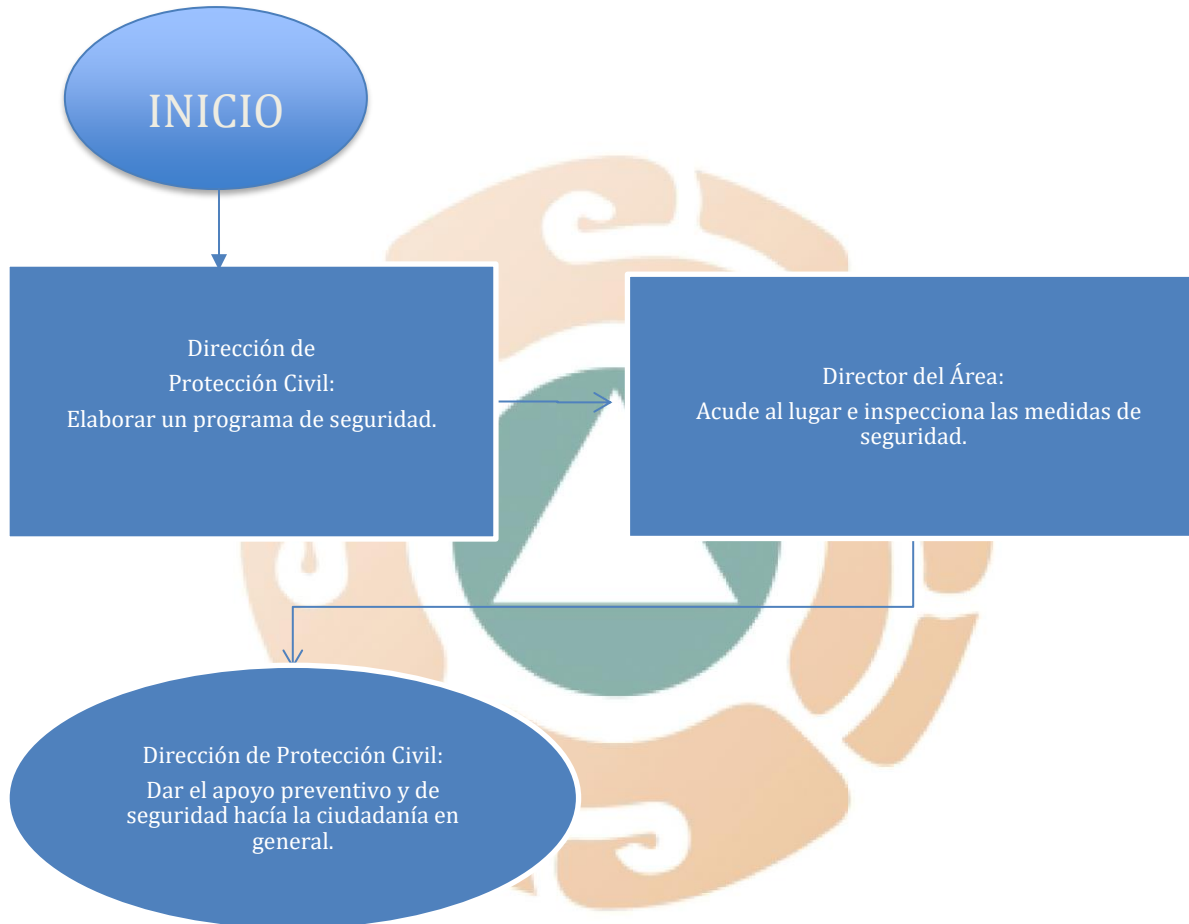 INICIO
Dirección de
Protección Civil:
Elaborar un programa de seguridad.
Director del Área:
Acude al lugar e inspecciona las medidas de
seguridad.
Dirección de Protección Civil:
Dar el apoyo preventivo y de
seguridad hacía la ciudadanía en
general.